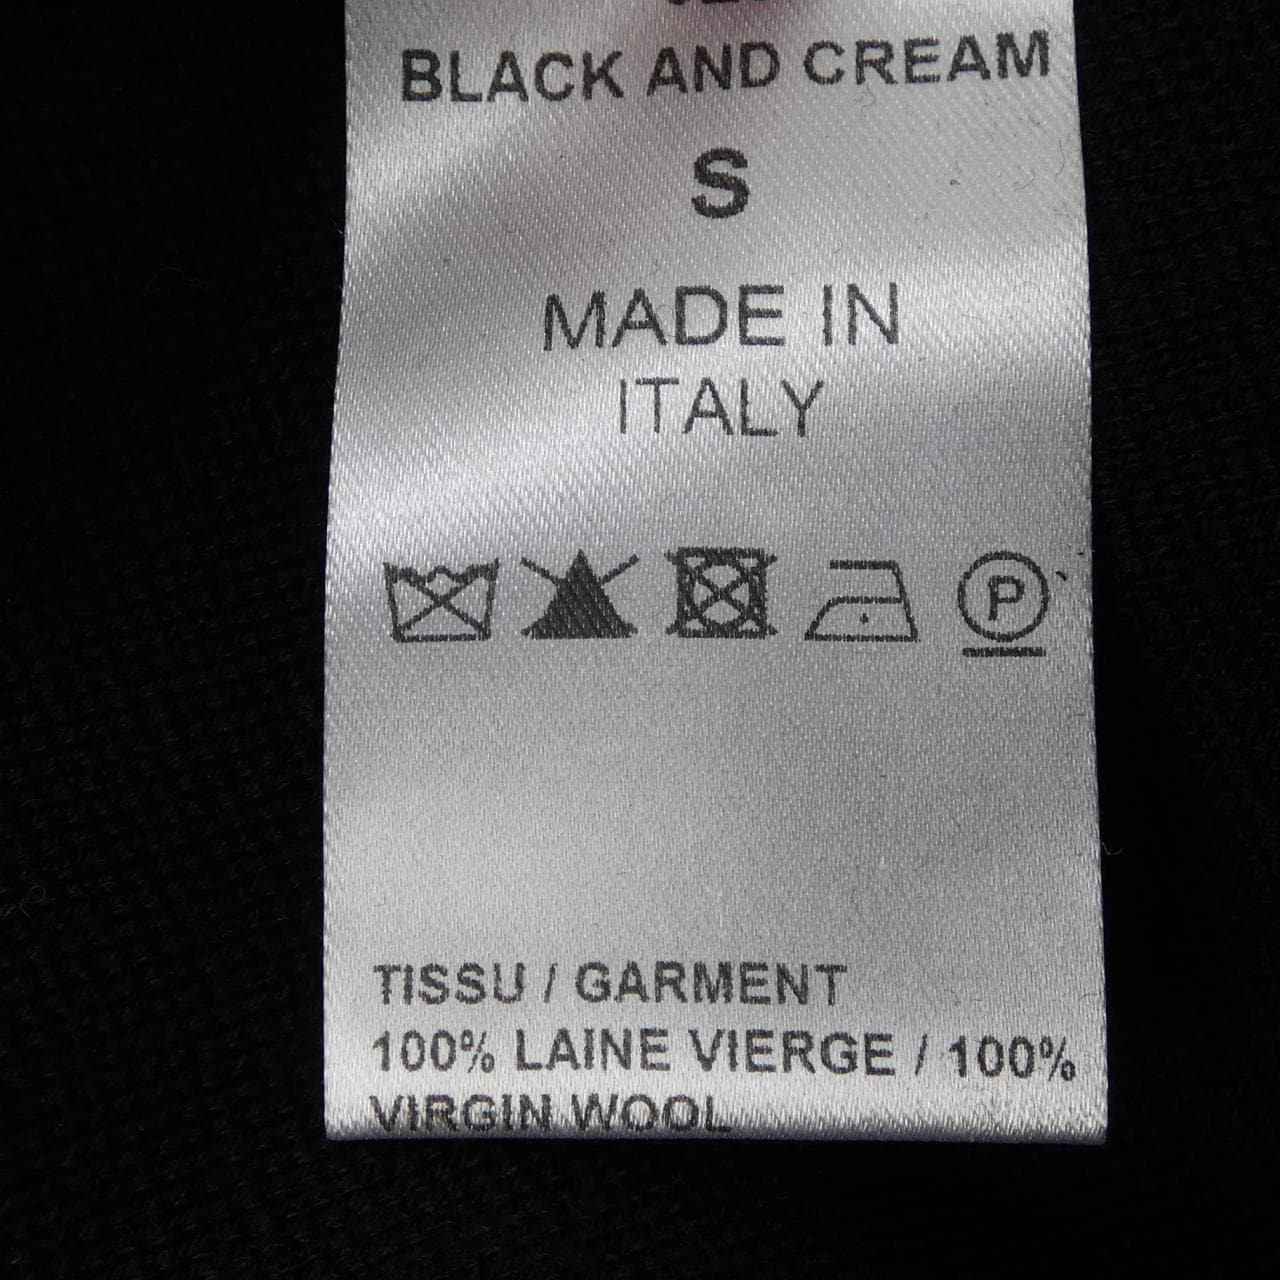 BLACK AND CREAM
S
MADE IN
ITALY
P
TISSU / GARMENT
100% LAINE VIERGE / 100%
VIRGIN WOOL